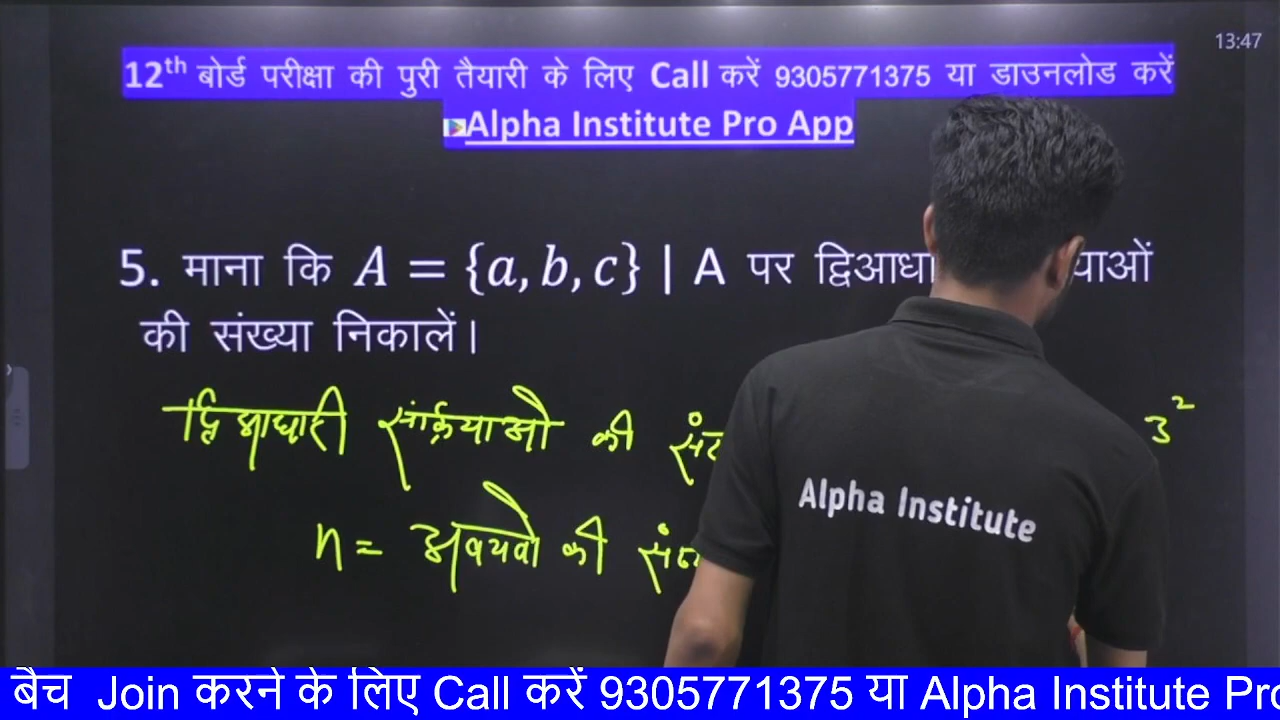 13:47
12th बोर्ड परीक्षा की पुरी तैयारी के लिए Call करें 9305771375 या डाउनलोड करें
Alpha Institute Pro App
5. माना कि A = {a, b, c} | A पर द्विआधा याओं
की संख्या निकालें।
द्विआधारी संक्रियाओ की 3²
n = अवयवो की
Alpha Institute
बैच Join करने के लिए Call करें 9305771375 या Alpha Institute Pro